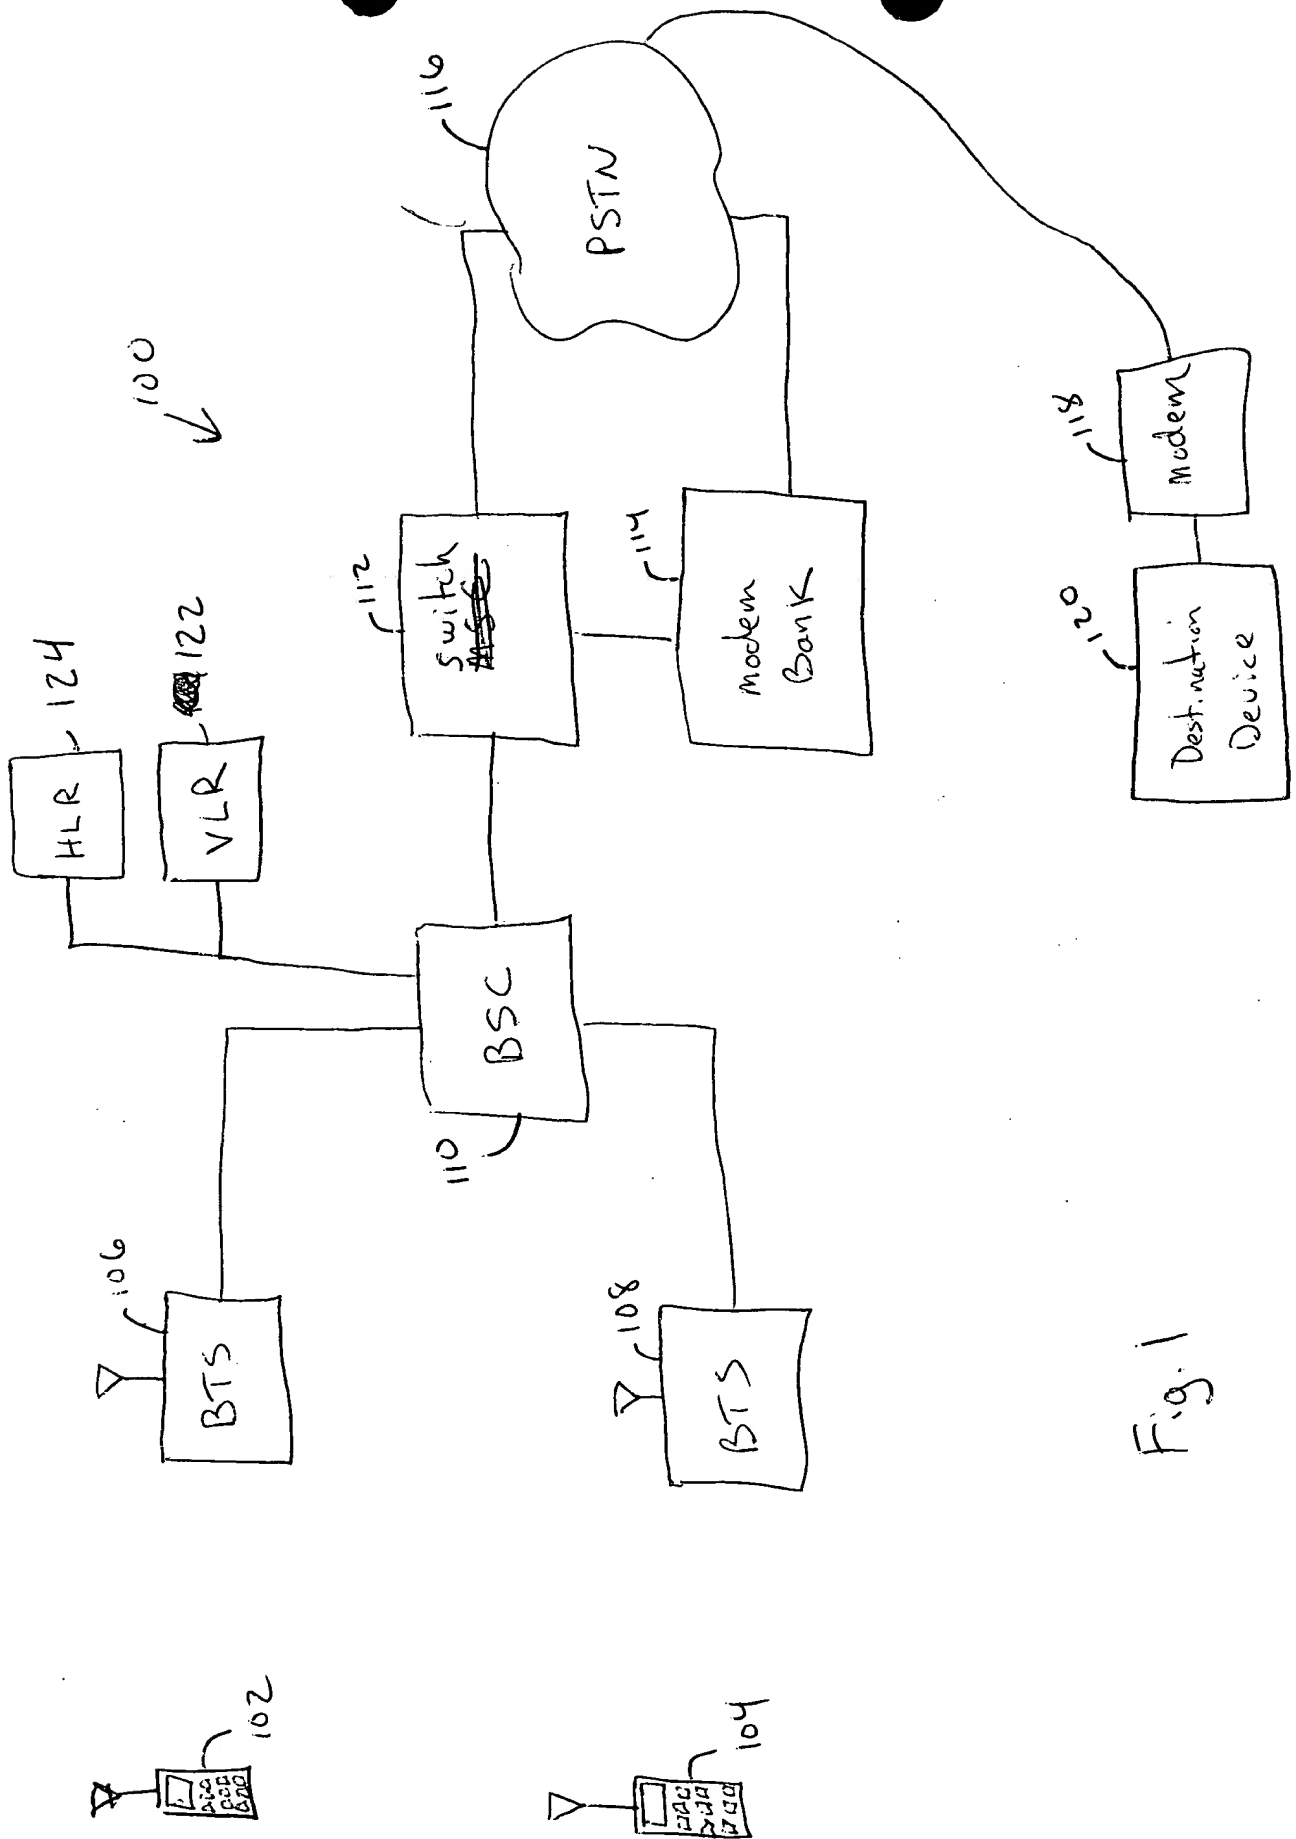 100
HLR
124
VLR
122
106
BTS
110
BSC
112
Switch
MSC
116
PSTN
114
Modem
Bank
108
BTS
102
104
118
Modem
120
Destination
Device
Fig. 1